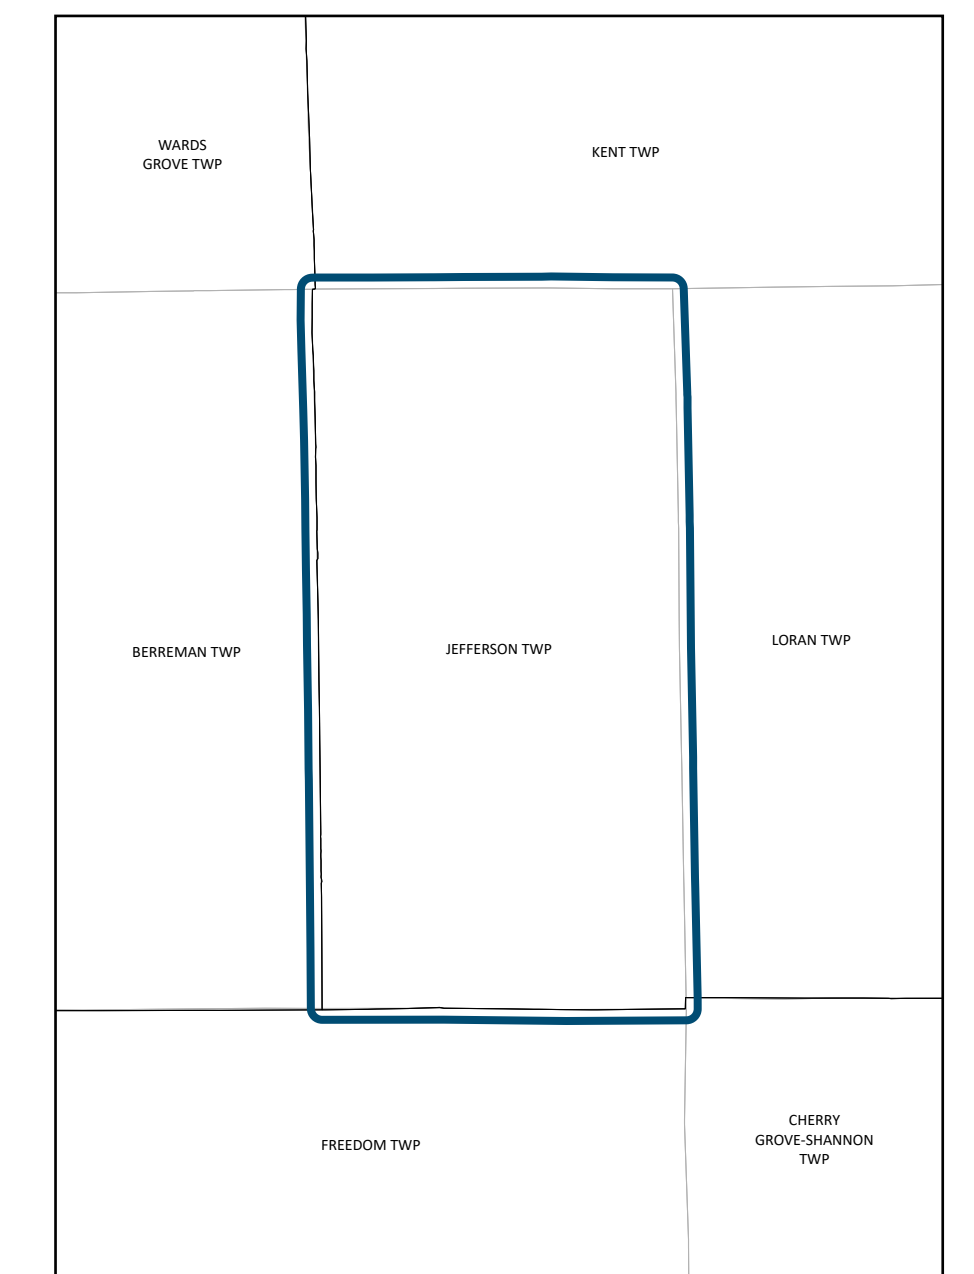 WARDS
GROVE TWP
KENT TWP
BERREMAN TWP
JEFFERSON TWP
LORAN TWP
FREEDOM TWP
CHERRY
GROVE-SHANNON
TWP